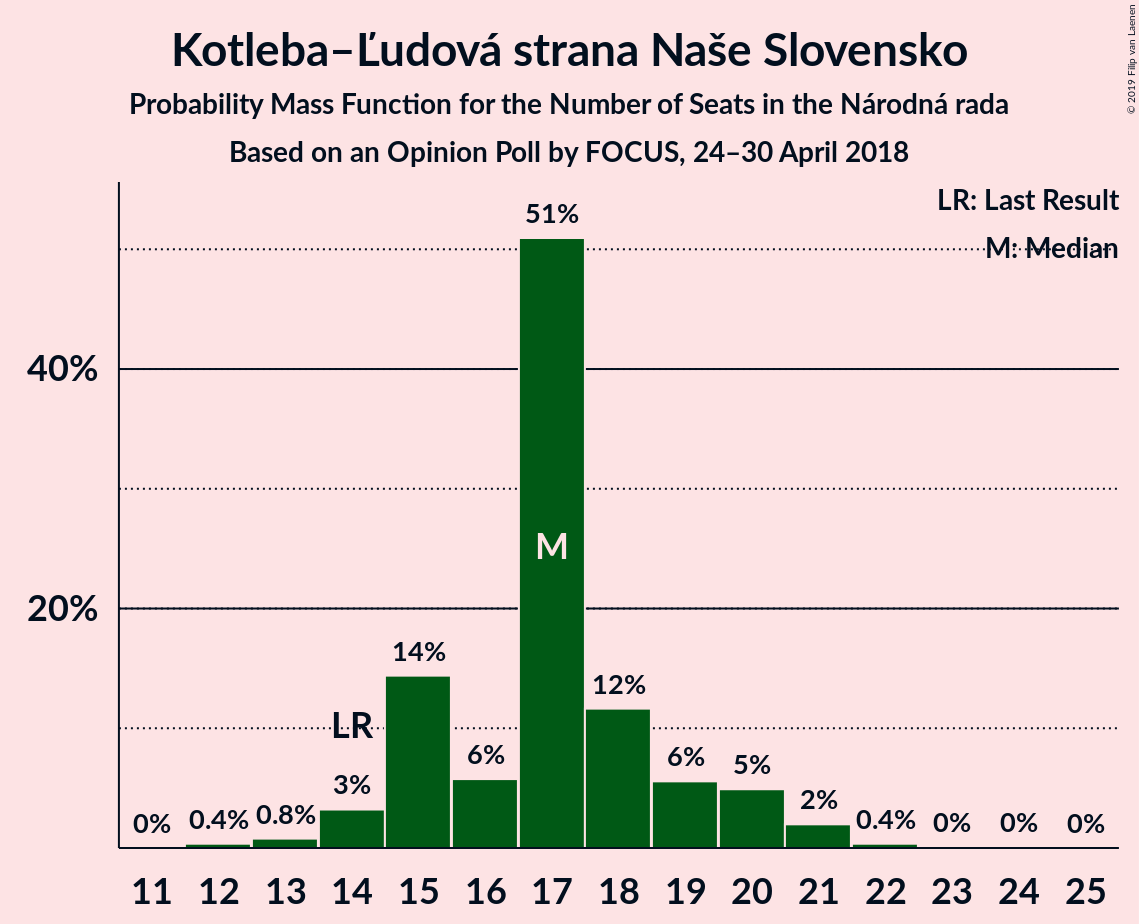 Kotleba–Ľudová strana Naše Slovensko
Probability Mass Function for the Number of Seats in the Národná rada
Based on an Opinion Poll by FOCUS, 24–30 April 2018
© 2019 Filip van Laenen
LR: Last Result
M: Median
51%
40%
M
20%
14%
12%
LR
6%
6%
5%
3%
2%
0%
0.4%
0.8%
0.4%
0%
0%
0%
11 12 13 14 15 16 17 18 19 20 21 22 23 24 25